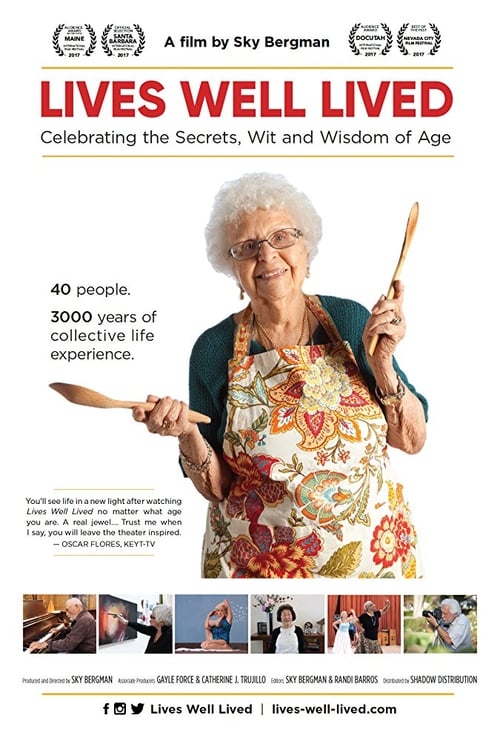 AUDIENCE AWARD
MAINE
INTERNATIONAL FILM FESTIVAL
2017
OFFICIAL SELECTION
SANTA BARBARA
INTERNATIONAL FILM FESTIVAL
2017
A film by Sky Bergman
AUDIENCE AWARD
DOCUTAH
INTERNATIONAL FILM FESTIVAL
2017
BEST OF THE FEST
NEVADA CITY
FILM FESTIVAL
2017
LIVES WELL LIVED
Celebrating the Secrets, Wit and Wisdom of Age
40 people.
3000 years of
collective life
experience.
You'll see life in a new light after watching
Lives Well Lived no matter what age
you are. A real jewel.... Trust me when
I say, you will leave the theater inspired.
— OSCAR FLORES, KEYT-TV
Produced and Directed by SKY BERGMAN Associate Producers GAYLE FORCE & CATHERINE J. TRUJILLO Editors SKY BERGMAN & RANDI BARROS Distributed by SHADOW DISTRIBUTION
Lives Well Lived | lives-well-lived.com